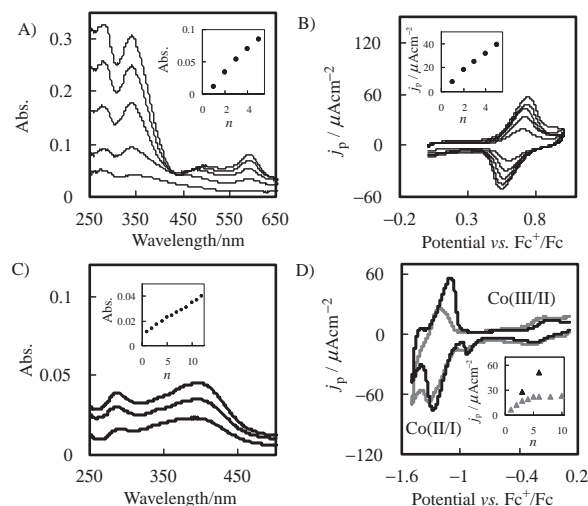 A)
0.3
0.2
0.1
0
Abs.
250 350 450 550 650
Wavelength/nm
0.1
0.05
0
Abs.
0 2 4
n
B)
120
60
0
−60
j_p / μAcm⁻²
−0.2 0.3 0.8
Potential vs. Fc⁺/Fc
40
20
0
j_p / μAcm⁻²
0 2 4
n
C)
0.1
0.05
0
Abs.
250 350 450
Wavelength/nm
0.04
0.02
0.00
Abs.
0 5 10
n
D)
60
0
−60
−120
j_p / μAcm⁻²
Co(III/II)
Co(II/I)
−1.6 −1 −0.4 0.2
Potential vs. Fc⁺/Fc
60
40
20
0
j_p / μAcm⁻²
0 5 10
n